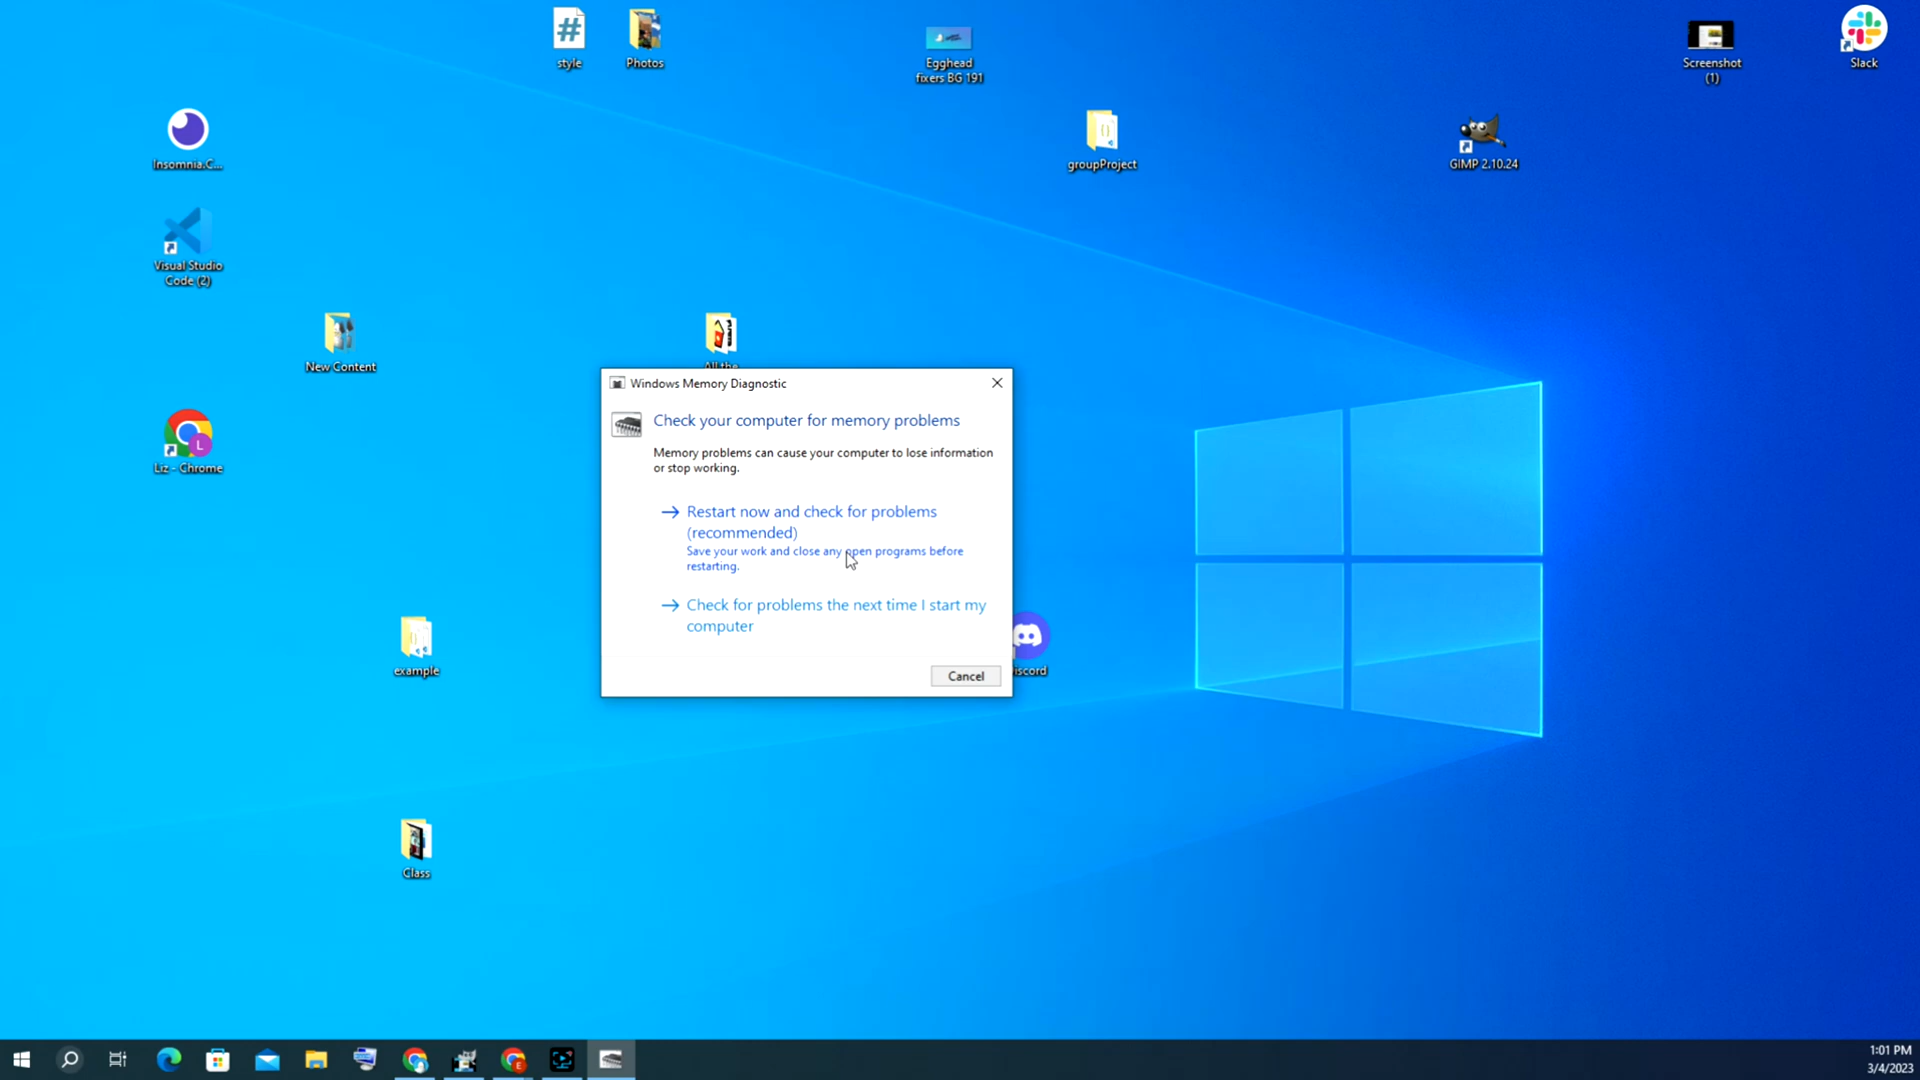 style
Photos
Egghead
fixers BG 191
Screenshot
(1)
Slack
Insomnia.C...
groupProject
GIMP 2.10.24
Visual Studio
Code (2)
New Content
All the
Windows Memory Diagnostic
Check your computer for memory problems
Memory problems can cause your computer to lose information
or stop working.
Restart now and check for problems
(recommended)
Save your work and close any open programs before
restarting.
Check for problems the next time I start my
computer
Cancel
L
Liz - Chrome
example
iscord
Class
E
1:01 PM
3/4/2023